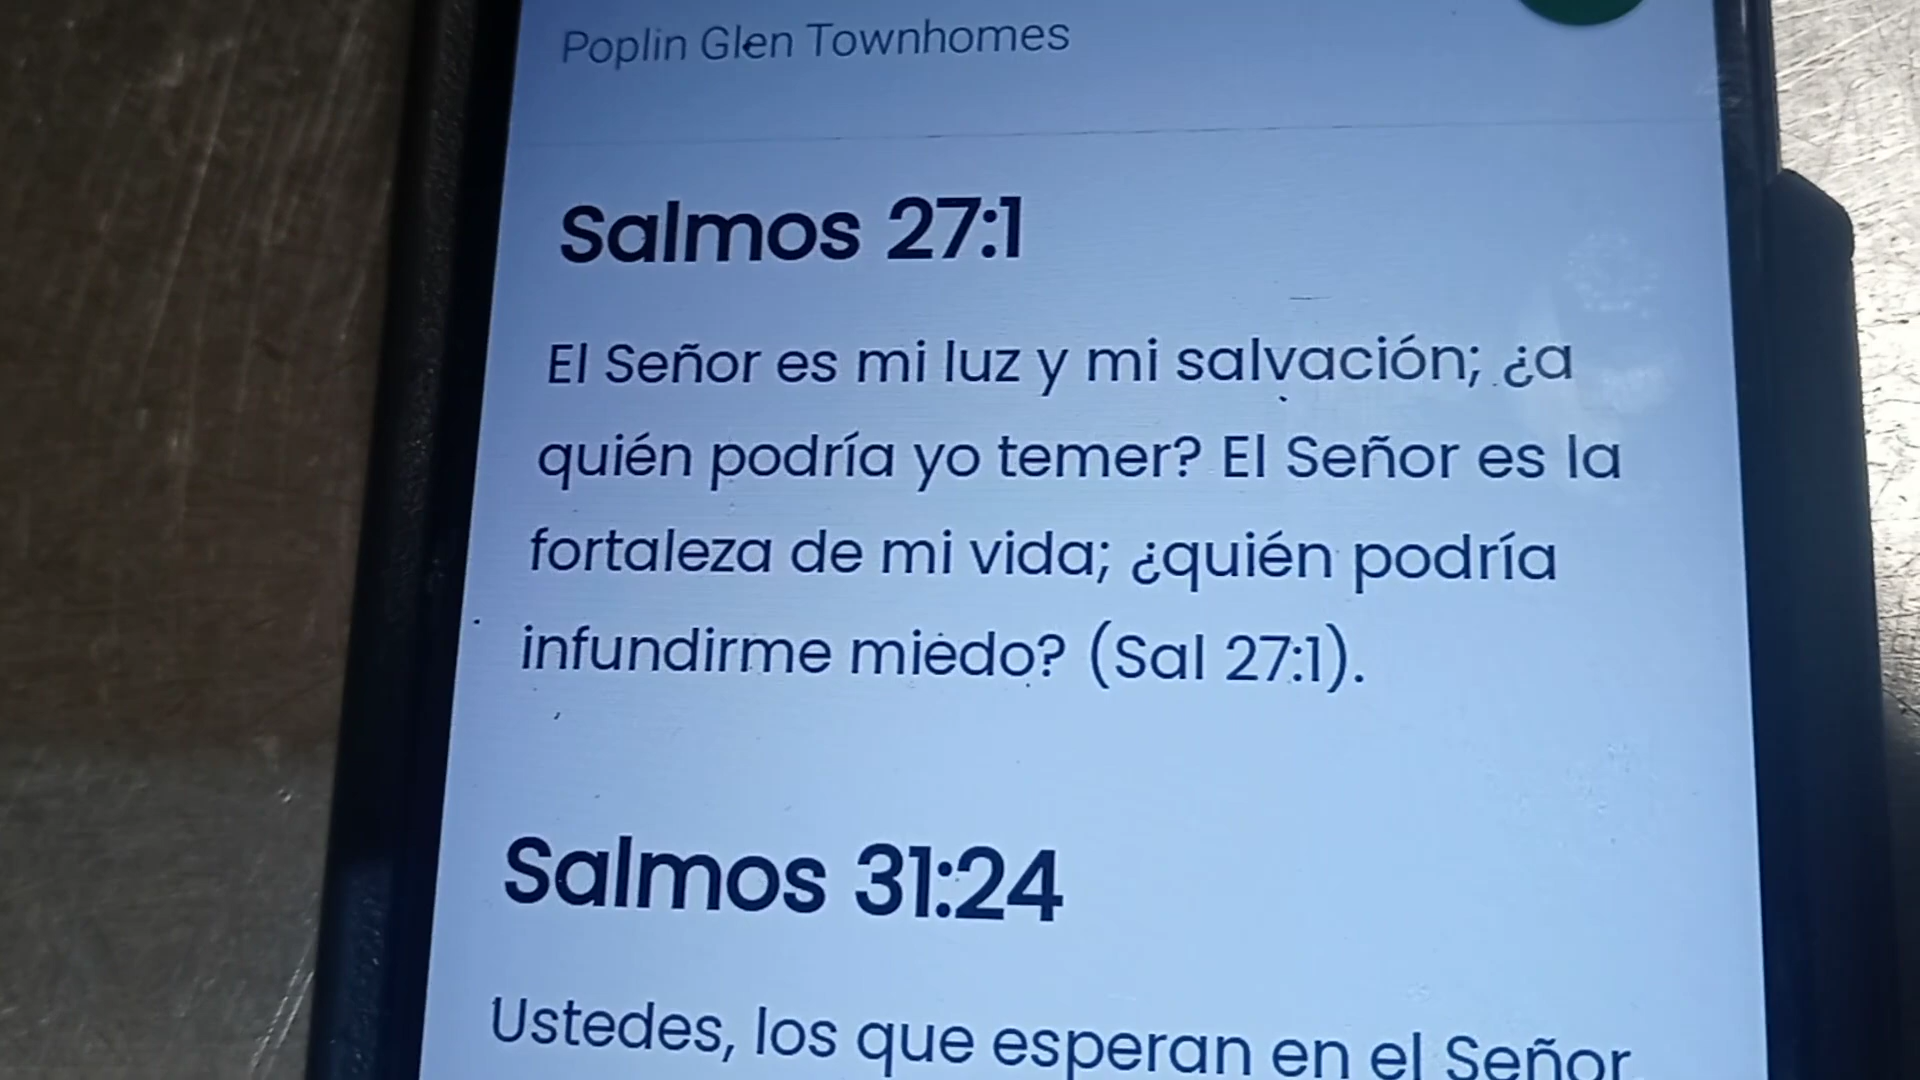 Poplin Glen Townhomes
Salmos 27:1
El Señor es mi luz y mi salvación; ¿a
quién podría yo temer? El Señor es la
fortaleza de mi vida; ¿quién podría
infundirme miedo? (Sal 27:1).
Salmos 31:24
Ustedes, los que esperan en el Señor